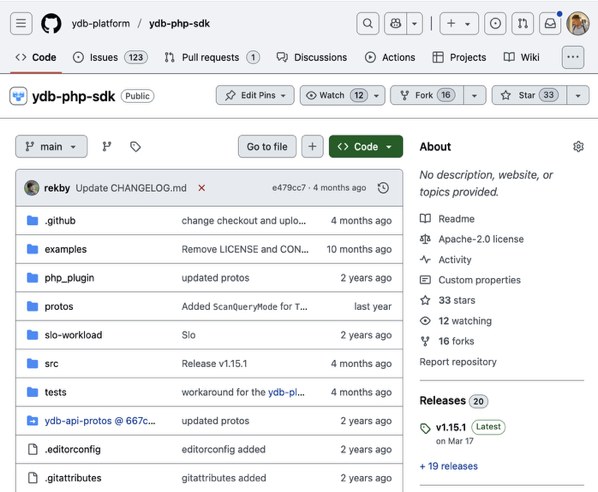 ydb-platform / ydb-php-sdk
Code Issues 123 Pull requests 1 Discussions Actions Projects Wiki
ydb-php-sdk Public Edit Pins Watch 12 Fork 16 Star 33
main Go to file Code
rekby Update CHANGELOG.md e479cc7 · 4 months ago
.github change checkout and uplo... 4 months ago
examples Remove LICENSE and CON... 10 months ago
php_plugin updated protos 2 years ago
protos Added ScanQueryMode for T... last year
slo-workload Slo 2 years ago
src Release v1.15.1 4 months ago
tests workaround for the ydb-pl... 4 months ago
ydb-api-protos @ 667c... updated protos 2 years ago
.editorconfig editorconfig added 2 years ago
.gitattributes gitattributes added 2 years ago
About
No description, website, or
topics provided.
Readme
Apache-2.0 license
Activity
Custom properties
33 stars
12 watching
16 forks
Report repository
Releases 20
v1.15.1 Latest
on Mar 17
+ 19 releases